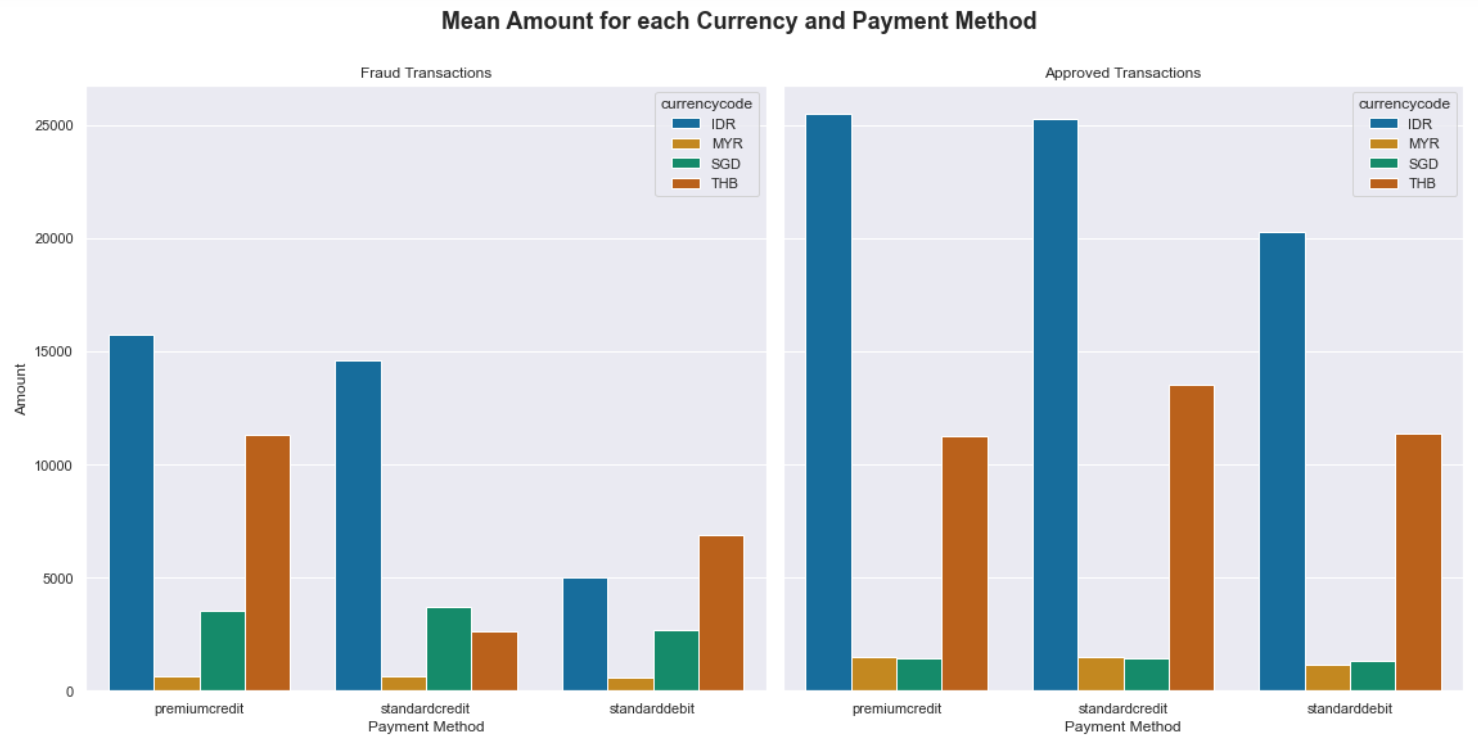 Mean Amount for each Currency and Payment Method
Fraud Transactions
currencycode
IDR
MYR
SGD
THB
Amount
25000
20000
15000
10000
5000
0
premiumcredit standardcredit standarddebit
Payment Method
Approved Transactions
currencycode
IDR
MYR
SGD
THB
premiumcredit standardcredit standarddebit
Payment Method